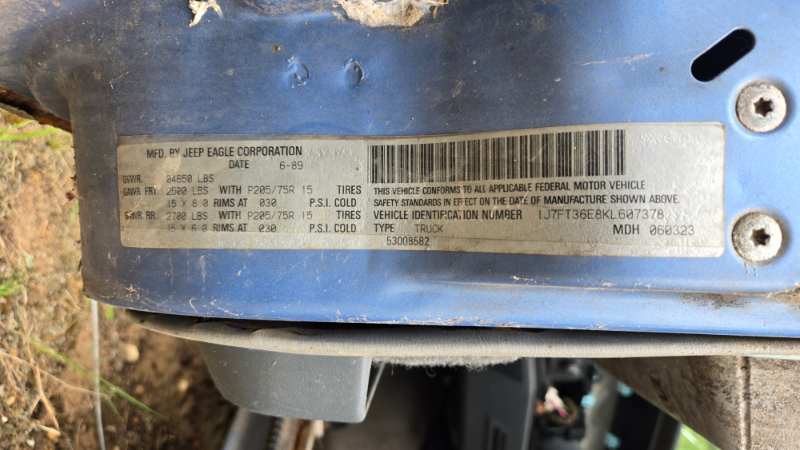 MFD. BY JEEP EAGLE CORPORATION
DATE 6-89
GVWR. 04850 LBS
GAWR FRT. 2600 LBS WITH P205/75R 15 TIRES
15 X 6.0 RIMS AT 030 P.S.I. COLD
GAWR RR. 2700 LBS WITH P205/75R 15 TIRES
15 X 6.0 RIMS AT 030 P.S.I. COLD
THIS VEHICLE CONFORMS TO ALL APPLICABLE FEDERAL MOTOR VEHICLE
SAFETY STANDARDS IN EFFECT ON THE DATE OF MANUFACTURE SHOWN ABOVE.
VEHICLE IDENTIFICATION NUMBER 1J7FT36E8KL607378
TYPE TRUCK MDH 060323
53008582